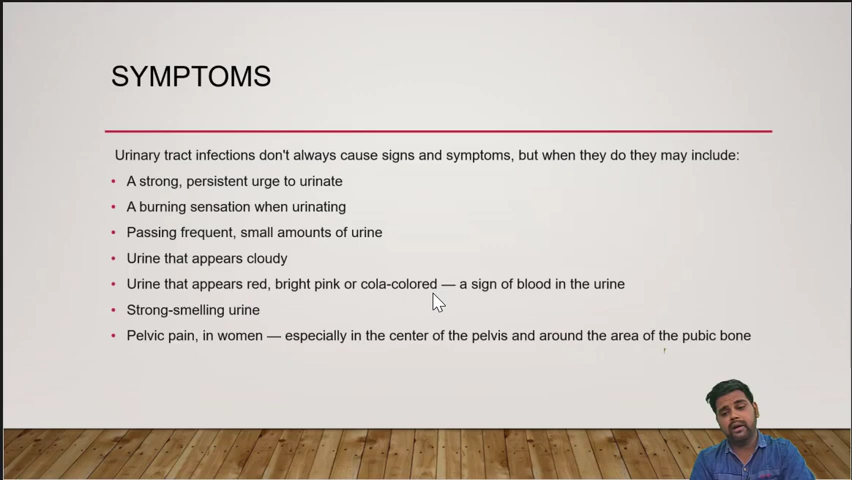 SYMPTOMS
Urinary tract infections don't always cause signs and symptoms, but when they do they may include:
• A strong, persistent urge to urinate
• A burning sensation when urinating
• Passing frequent, small amounts of urine
• Urine that appears cloudy
• Urine that appears red, bright pink or cola-colored — a sign of blood in the urine
• Strong-smelling urine
• Pelvic pain, in women — especially in the center of the pelvis and around the area of the pubic bone